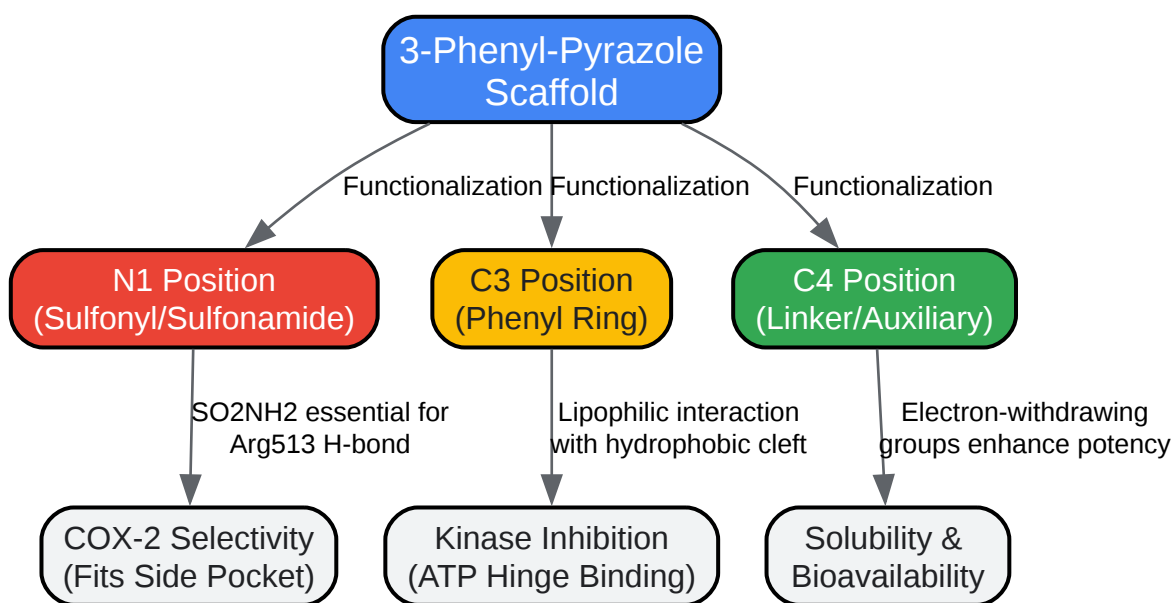 3-Phenyl-Pyrazole
Scaffold
Functionalization
Functionalization
Functionalization
N1 Position
(Sulfonyl/Sulfonamide)
C3 Position
(Phenyl Ring)
C4 Position
(Linker/Auxiliary)
SO2NH2 essential for
Arg513 H-bond
Lipophilic interaction
with hydrophobic cleft
Electron-withdrawing
groups enhance potency
COX-2 Selectivity
(Fits Side Pocket)
Kinase Inhibition
(ATP Hinge Binding)
Solubility &
Bioavailability